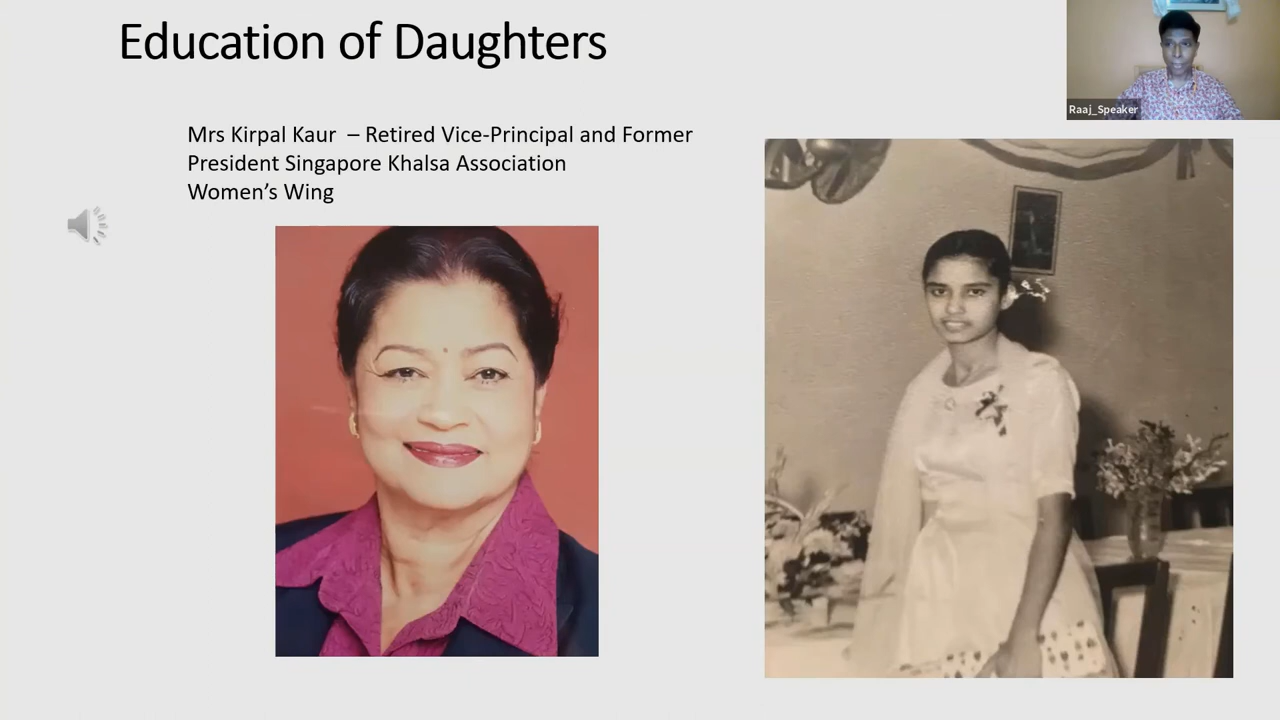 Education of Daughters
Raaj_Speaker
Mrs Kirpal Kaur – Retired Vice-Principal and Former
President Singapore Khalsa Association
Women’s Wing